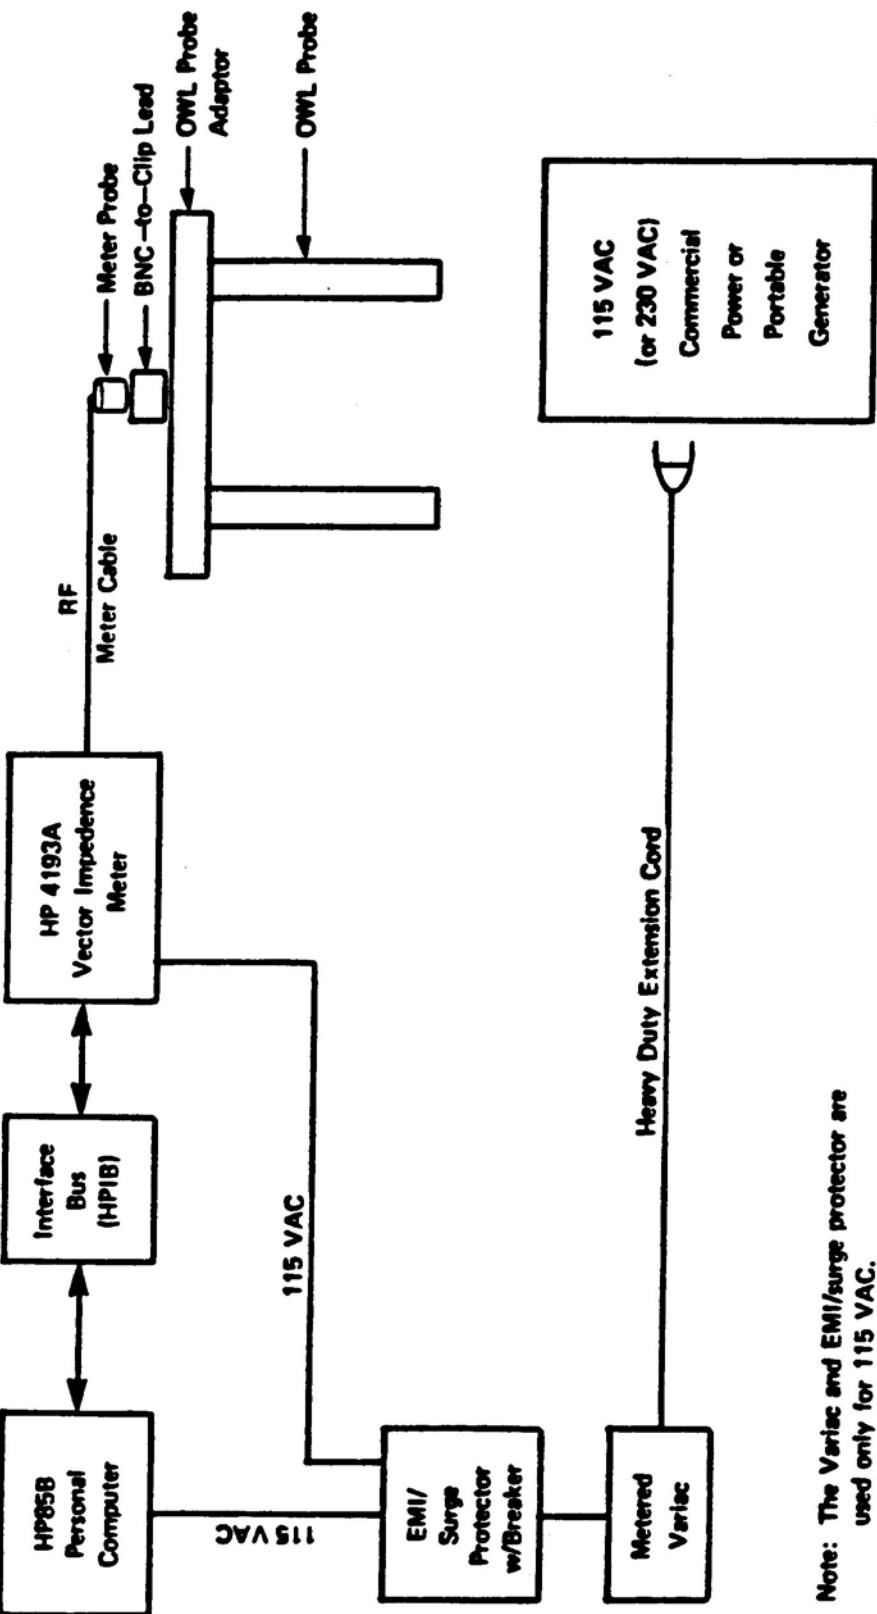 HP85B
Personal
Computer
Interface
Bus
(HPIB)
HP 4193A
Vector Impedence
Meter
RF
Meter Cable
Meter Probe
BNC-to-Clip Lead
OWL Probe
Adaptor
OWL Probe
115 VAC
115 VAC
EMI/
Surge
Protector
w/Breaker
Metered
Variac
Heavy Duty Extension Cord
115 VAC
(or 230 VAC)
Commercial
Power or
Portable
Generator
Note: The Variac and EMI/surge protector are
used only for 115 VAC.